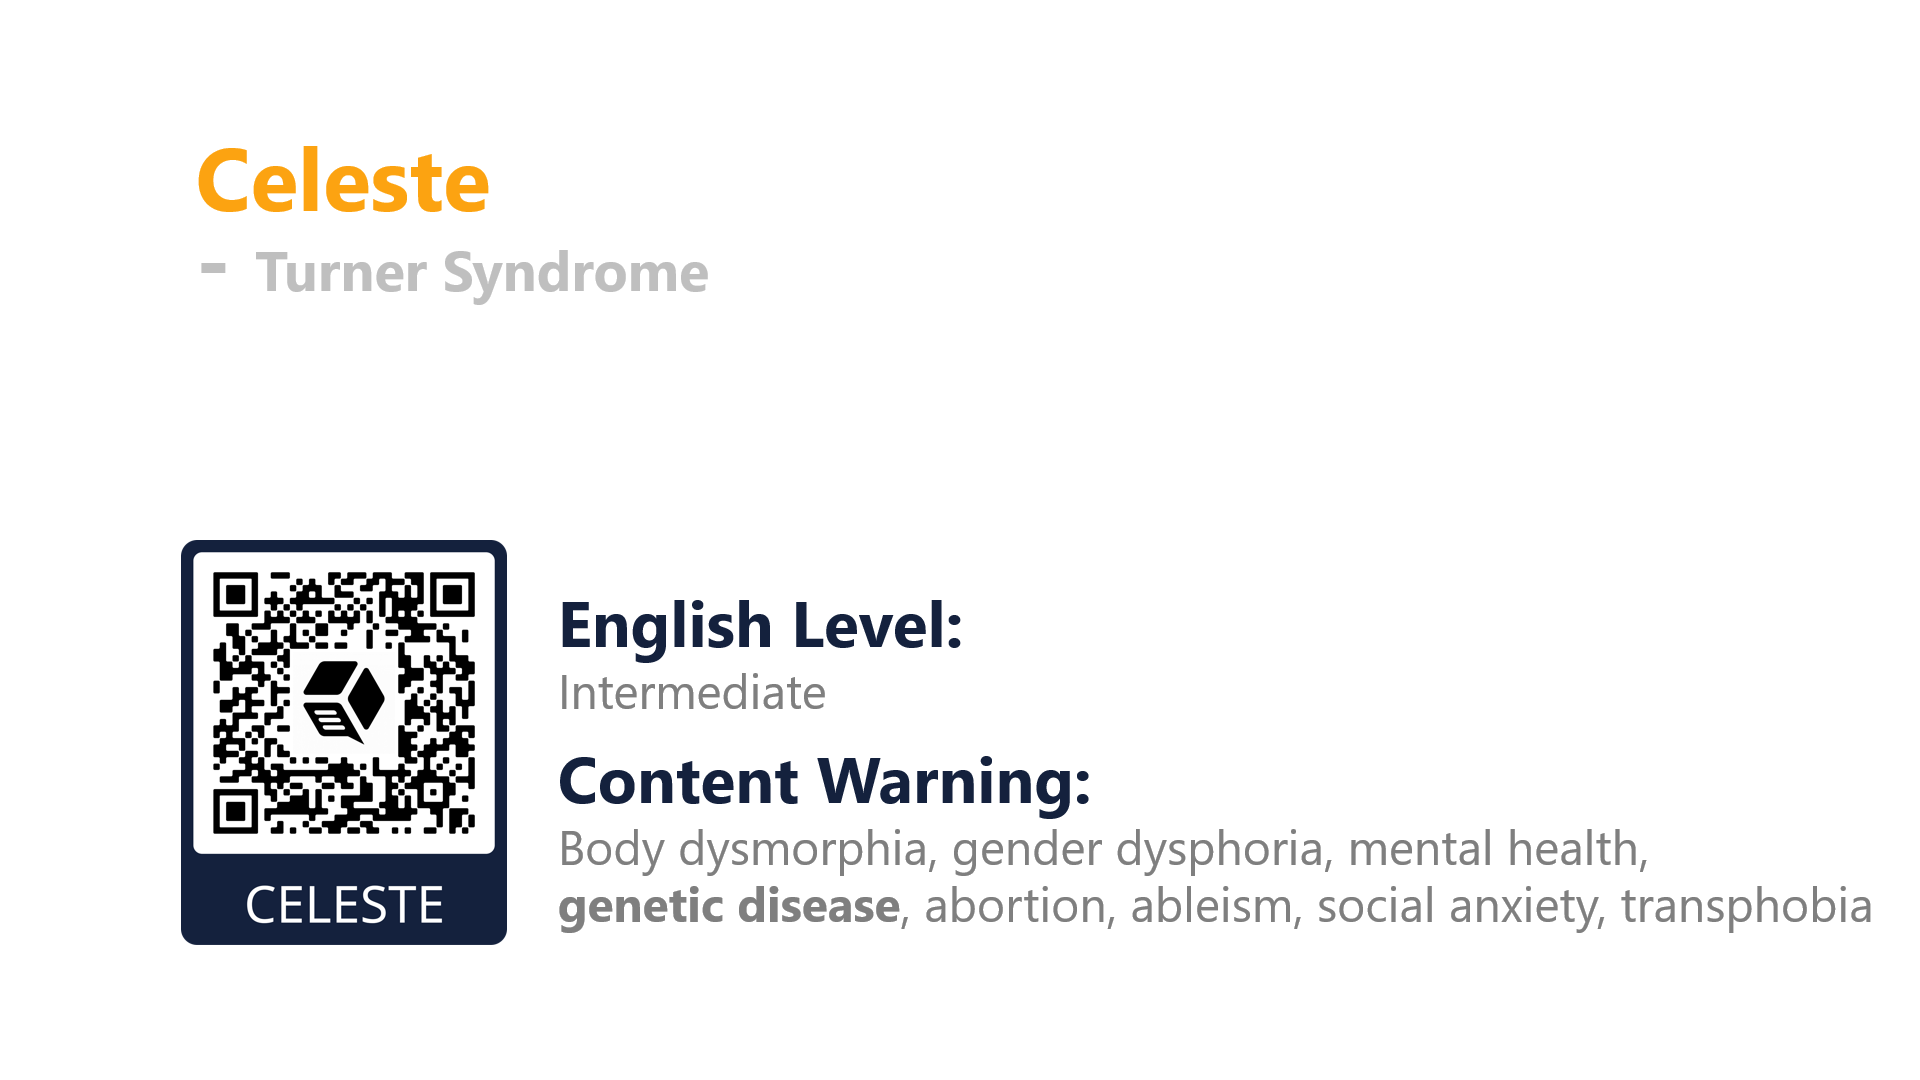 Celeste
- Turner Syndrome
English Level:
Intermediate
Content Warning:
Body dysmorphia, gender dysphoria, mental health,
genetic disease, abortion, ableism, social anxiety, transphobia
CELESTE